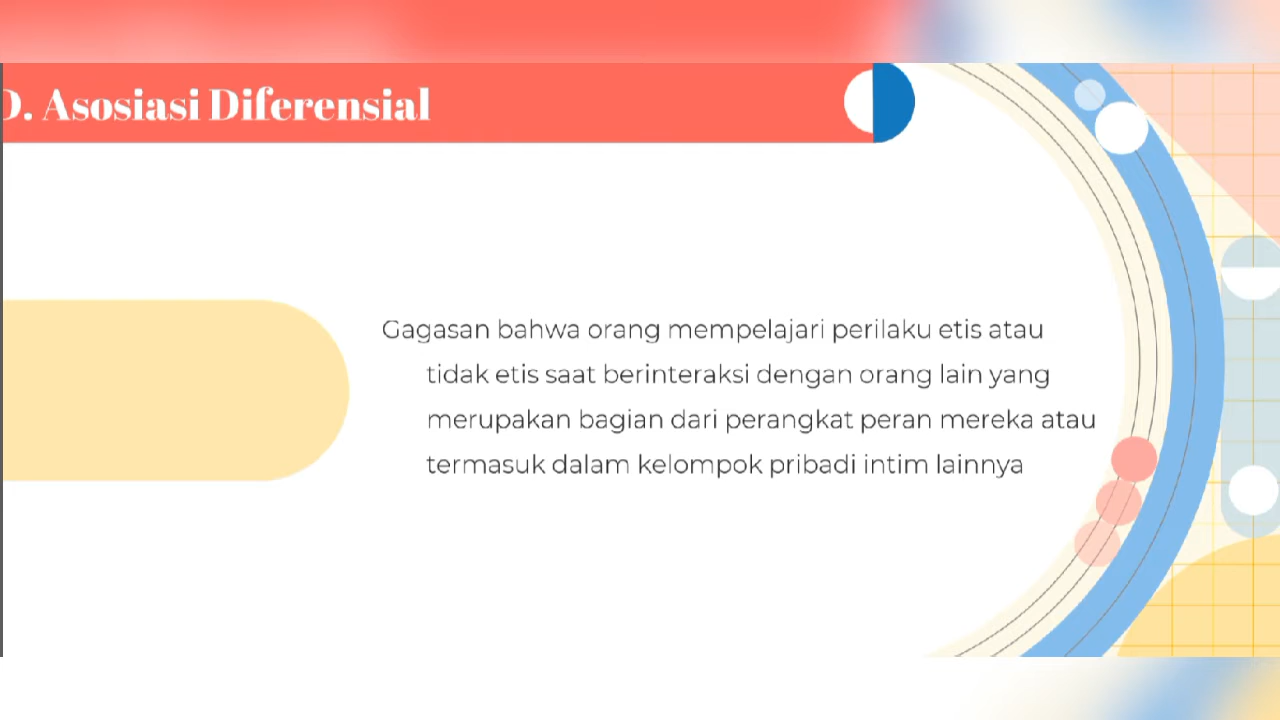 D. Asosiasi Diferensial
Gagasan bahwa orang mempelajari perilaku etis atau
tidak etis saat berinteraksi dengan orang lain yang
merupakan bagian dari perangkat peran mereka atau
termasuk dalam kelompok pribadi intim lainnya